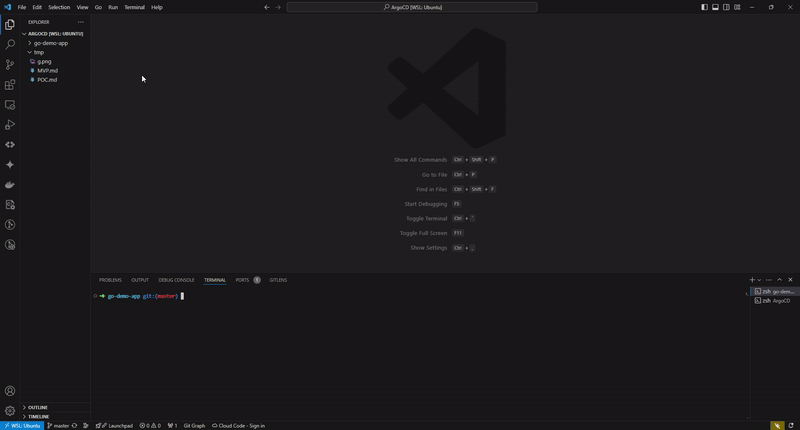 File Edit Selection View Go Run Terminal Help
ArgoCD [WSL: Ubuntu]
EXPLORER
ARGOCD [WSL: UBUNTU]
go-demo-app
tmp
g.png
MVP.md
POC.md
Show All Commands Ctrl + Shift + P
Go to File Ctrl + P
Find in Files Ctrl + Shift + F
Start Debugging F5
Toggle Terminal Ctrl + `
Toggle Full Screen F11
Show Settings Ctrl + ,
PROBLEMS OUTPUT DEBUG CONSOLE TERMINAL PORTS 1 GITLENS
go-demo-app git:(master)
zsh go-dem...
zsh ArgoCD
OUTLINE
TIMELINE
WSL: Ubuntu master Launchpad 0 0 1 Git Graph Cloud Code - Sign in